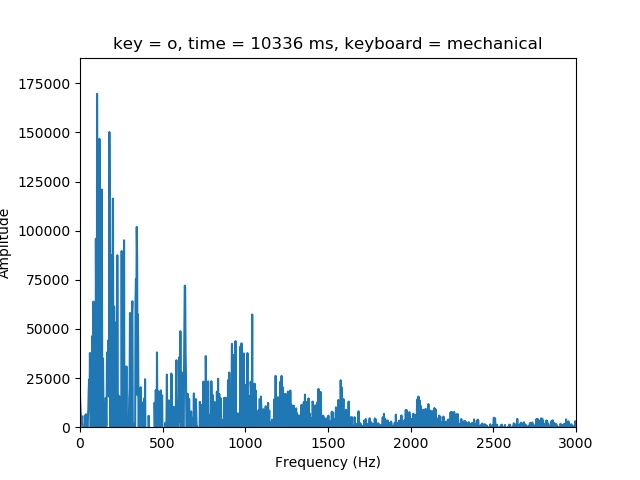 key = o, time = 10336 ms, keyboard = mechanical
175000
150000
125000
100000
75000
50000
25000
0
Amplitude
0 500 1000 1500 2000 2500 3000
Frequency (Hz)